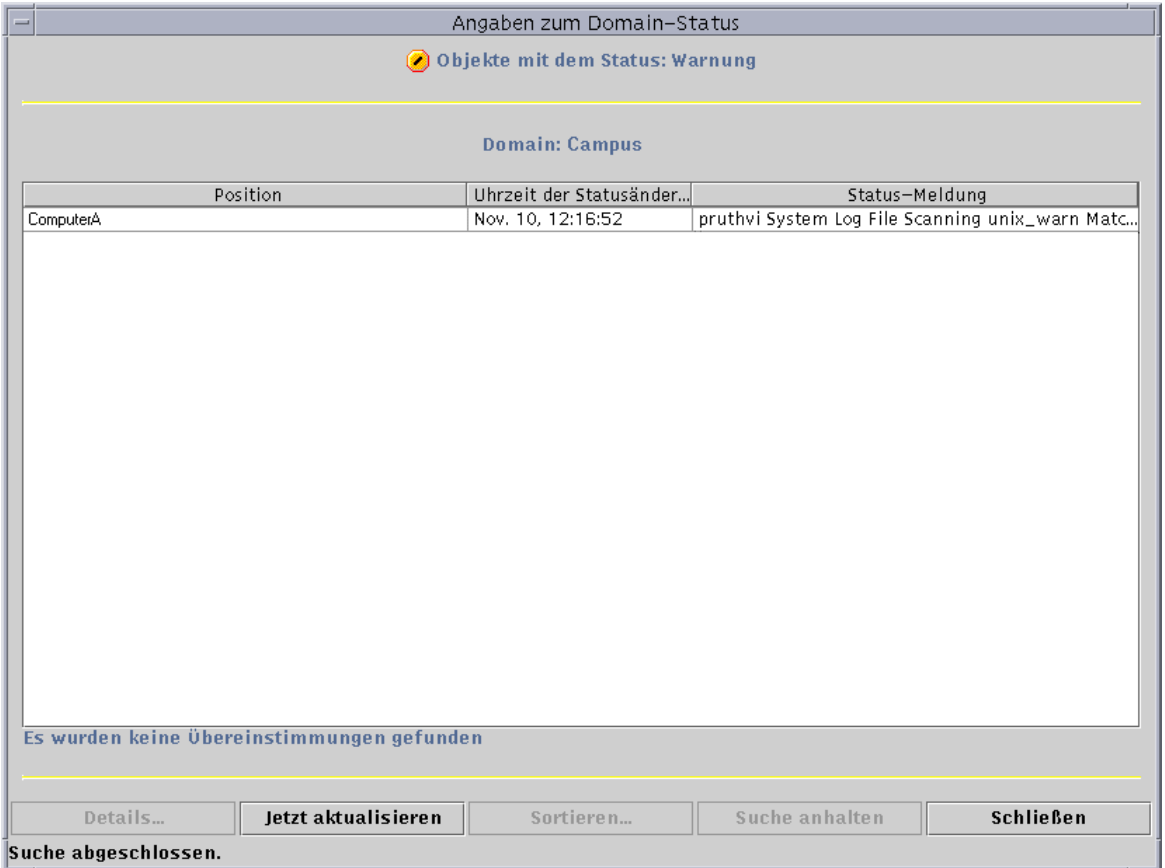 Angaben zum Domain-Status
Objekte mit dem Status: Warnung
Domain: Campus
Position Uhrzeit der Statusänder... Status-Meldung
ComputerA Nov. 10, 12:16:52 pruthvi System Log File Scanning unix_warn Matc...
Es wurden keine Übereinstimmungen gefunden
Details... Jetzt aktualisieren Sortieren... Suche anhalten Schließen
Suche abgeschlossen.